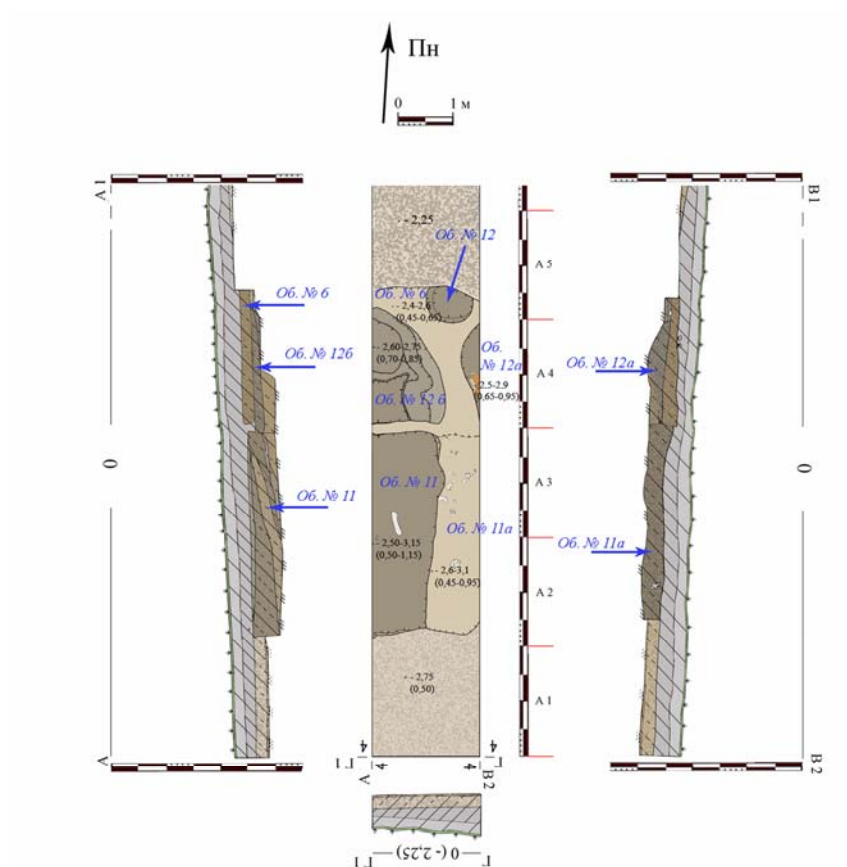 Пн
0 1 м
А 1
В 1
- - 2,25
Об. № 12
А 5
Об. № 6
Об. № 6
- - 2,4-2,6
(0,45-0,65)
Об. № 12б
- - 2,60-2,75
(0,70-0,85)
Об.
№ 12а
Об. № 12а
2,5-2,9
(0,65-0,95)
А 4
Об. № 12 б
0
0
Об. № 11
Об. № 11
А 3
Об. № 11а
Об. № 11а
- - 2,50-3,15
(0,50-1,15)
- - 2,6-3,1
(0,45-0,95)
А 2
- - 2,75
(0,50)
А 1
4
4
Г 1
Г
А
4
4
В 2
А
В 2
0 (- 2,25)
Г 1
Г